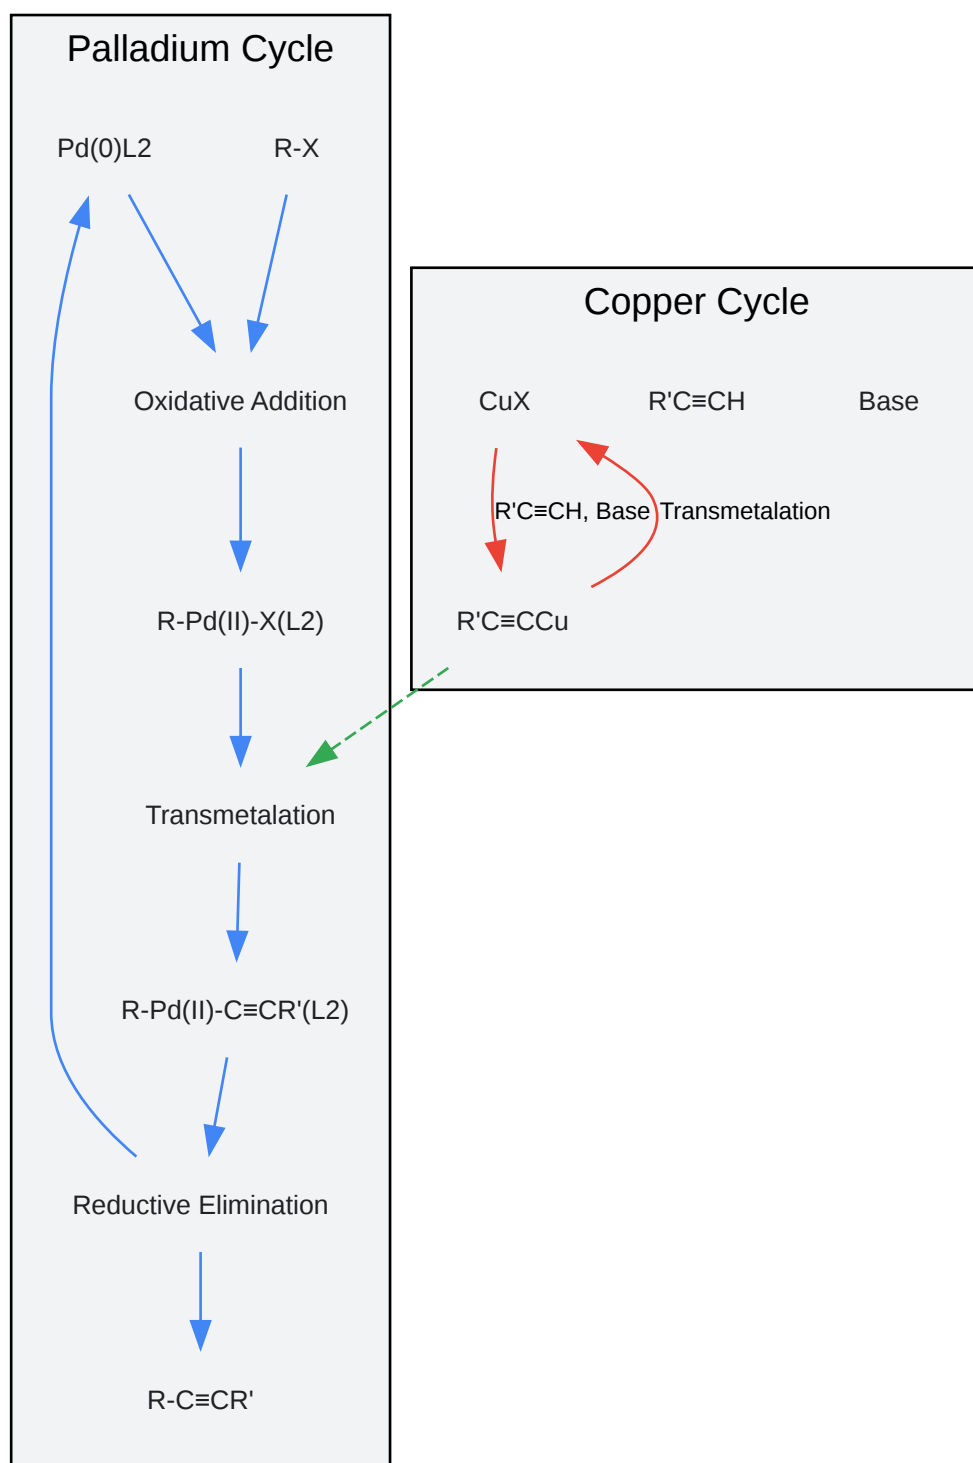 Palladium Cycle
Pd(0)L2
R-X
Oxidative Addition
R-Pd(II)-X(L2)
Transmetalation
R-Pd(II)-C≡CR'(L2)
Reductive Elimination
R-C≡CR'
Copper Cycle
CuX
R'C≡CH
Base
R'C≡CH, Base
Transmetalation
R'C≡CCu